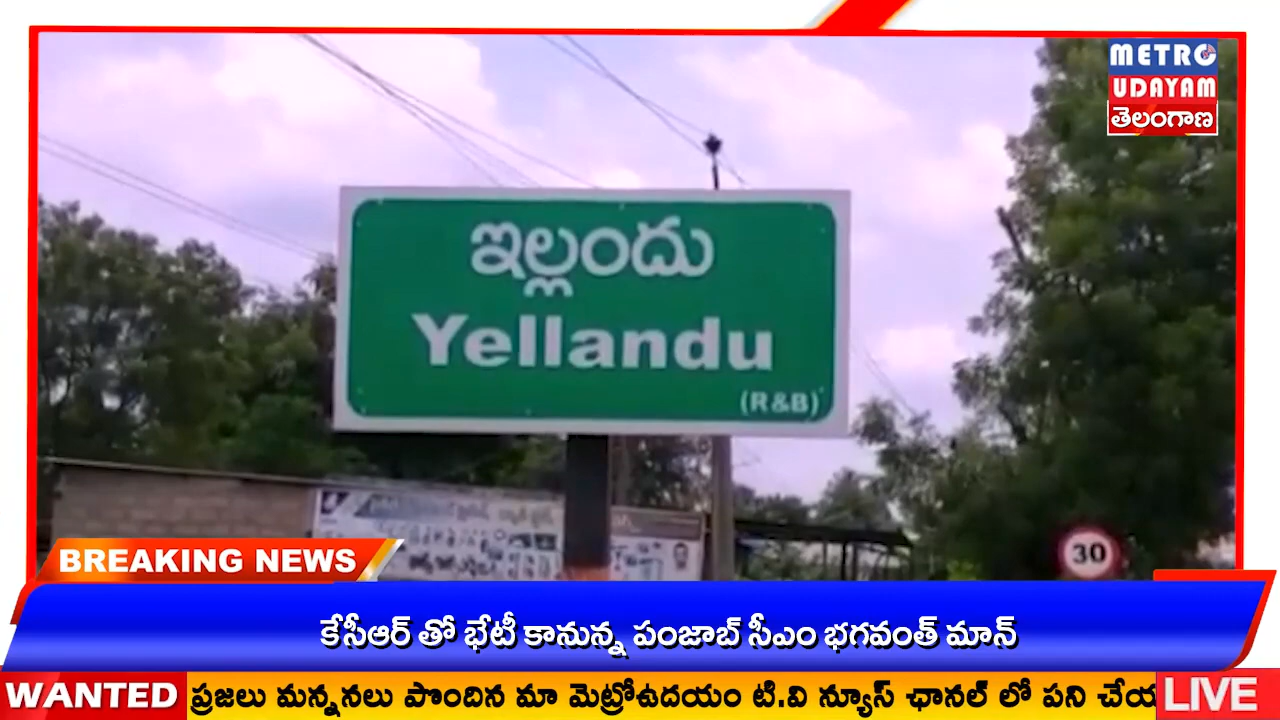 METRO
UDAYAM
తెలంగాణ
ఇల్లందు
Yellandu
(R&B)
30
BREAKING NEWS
కేసీఆర్ తో భేటీ కానున్న పంజాబ్ సీఎం భగవంత్ మాన్
WANTED ప్రజలు మన్ననలు పొందిన మా మెట్రోఉదయం టి.వి న్యూస్ ఛానల్ లో పని చేయ LIVE